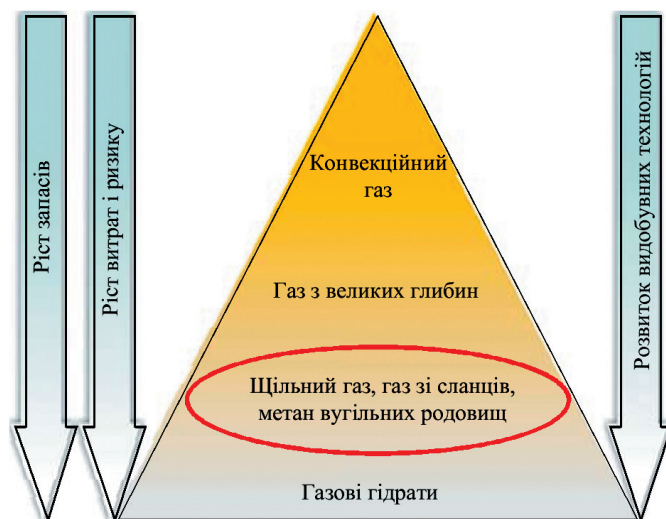 Ріст запасів
Ріст витрат і ризику
Конвекційний
газ
Газ з великих глибин
Щільний газ, газ зі сланців,
метан вугільних родовищ
Газові гідрати
Розвиток видобувних технологій